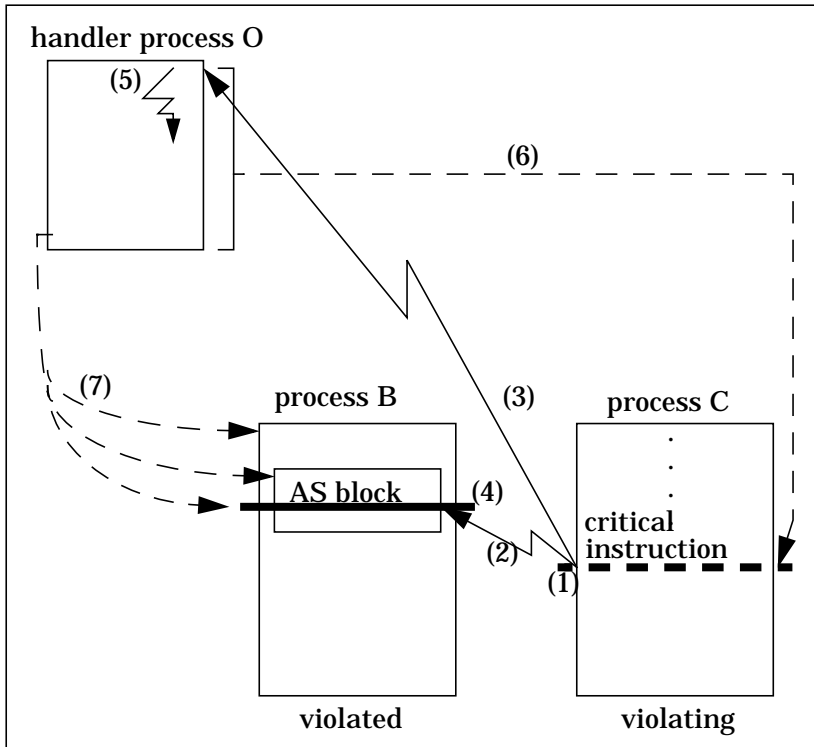 handler process O
(5)
(6)
(7)
(3)
process B
process C
AS block
(4)
critical
instruction
(2)
(1)
violated
violating